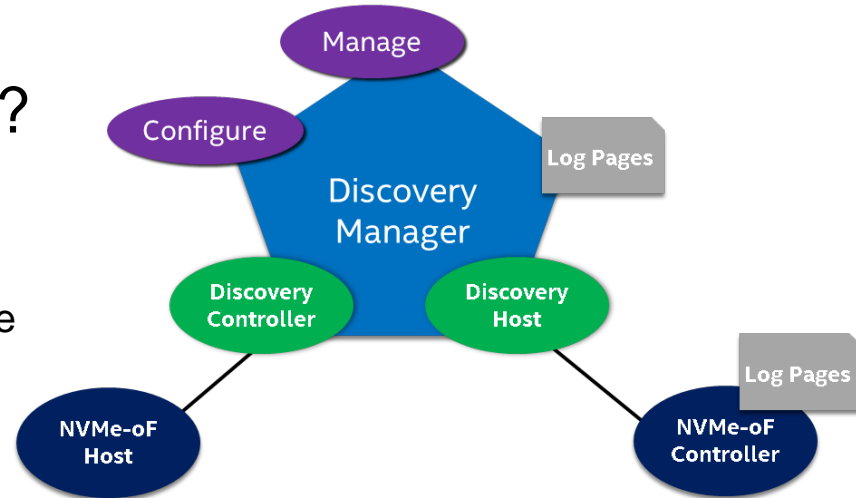 Manage
?
Configure
Log Pages
Discovery
Manager
Discovery
Controller
Discovery
Host
e
Log Pages
NVMe-oF
Host
NVMe-oF
Controller